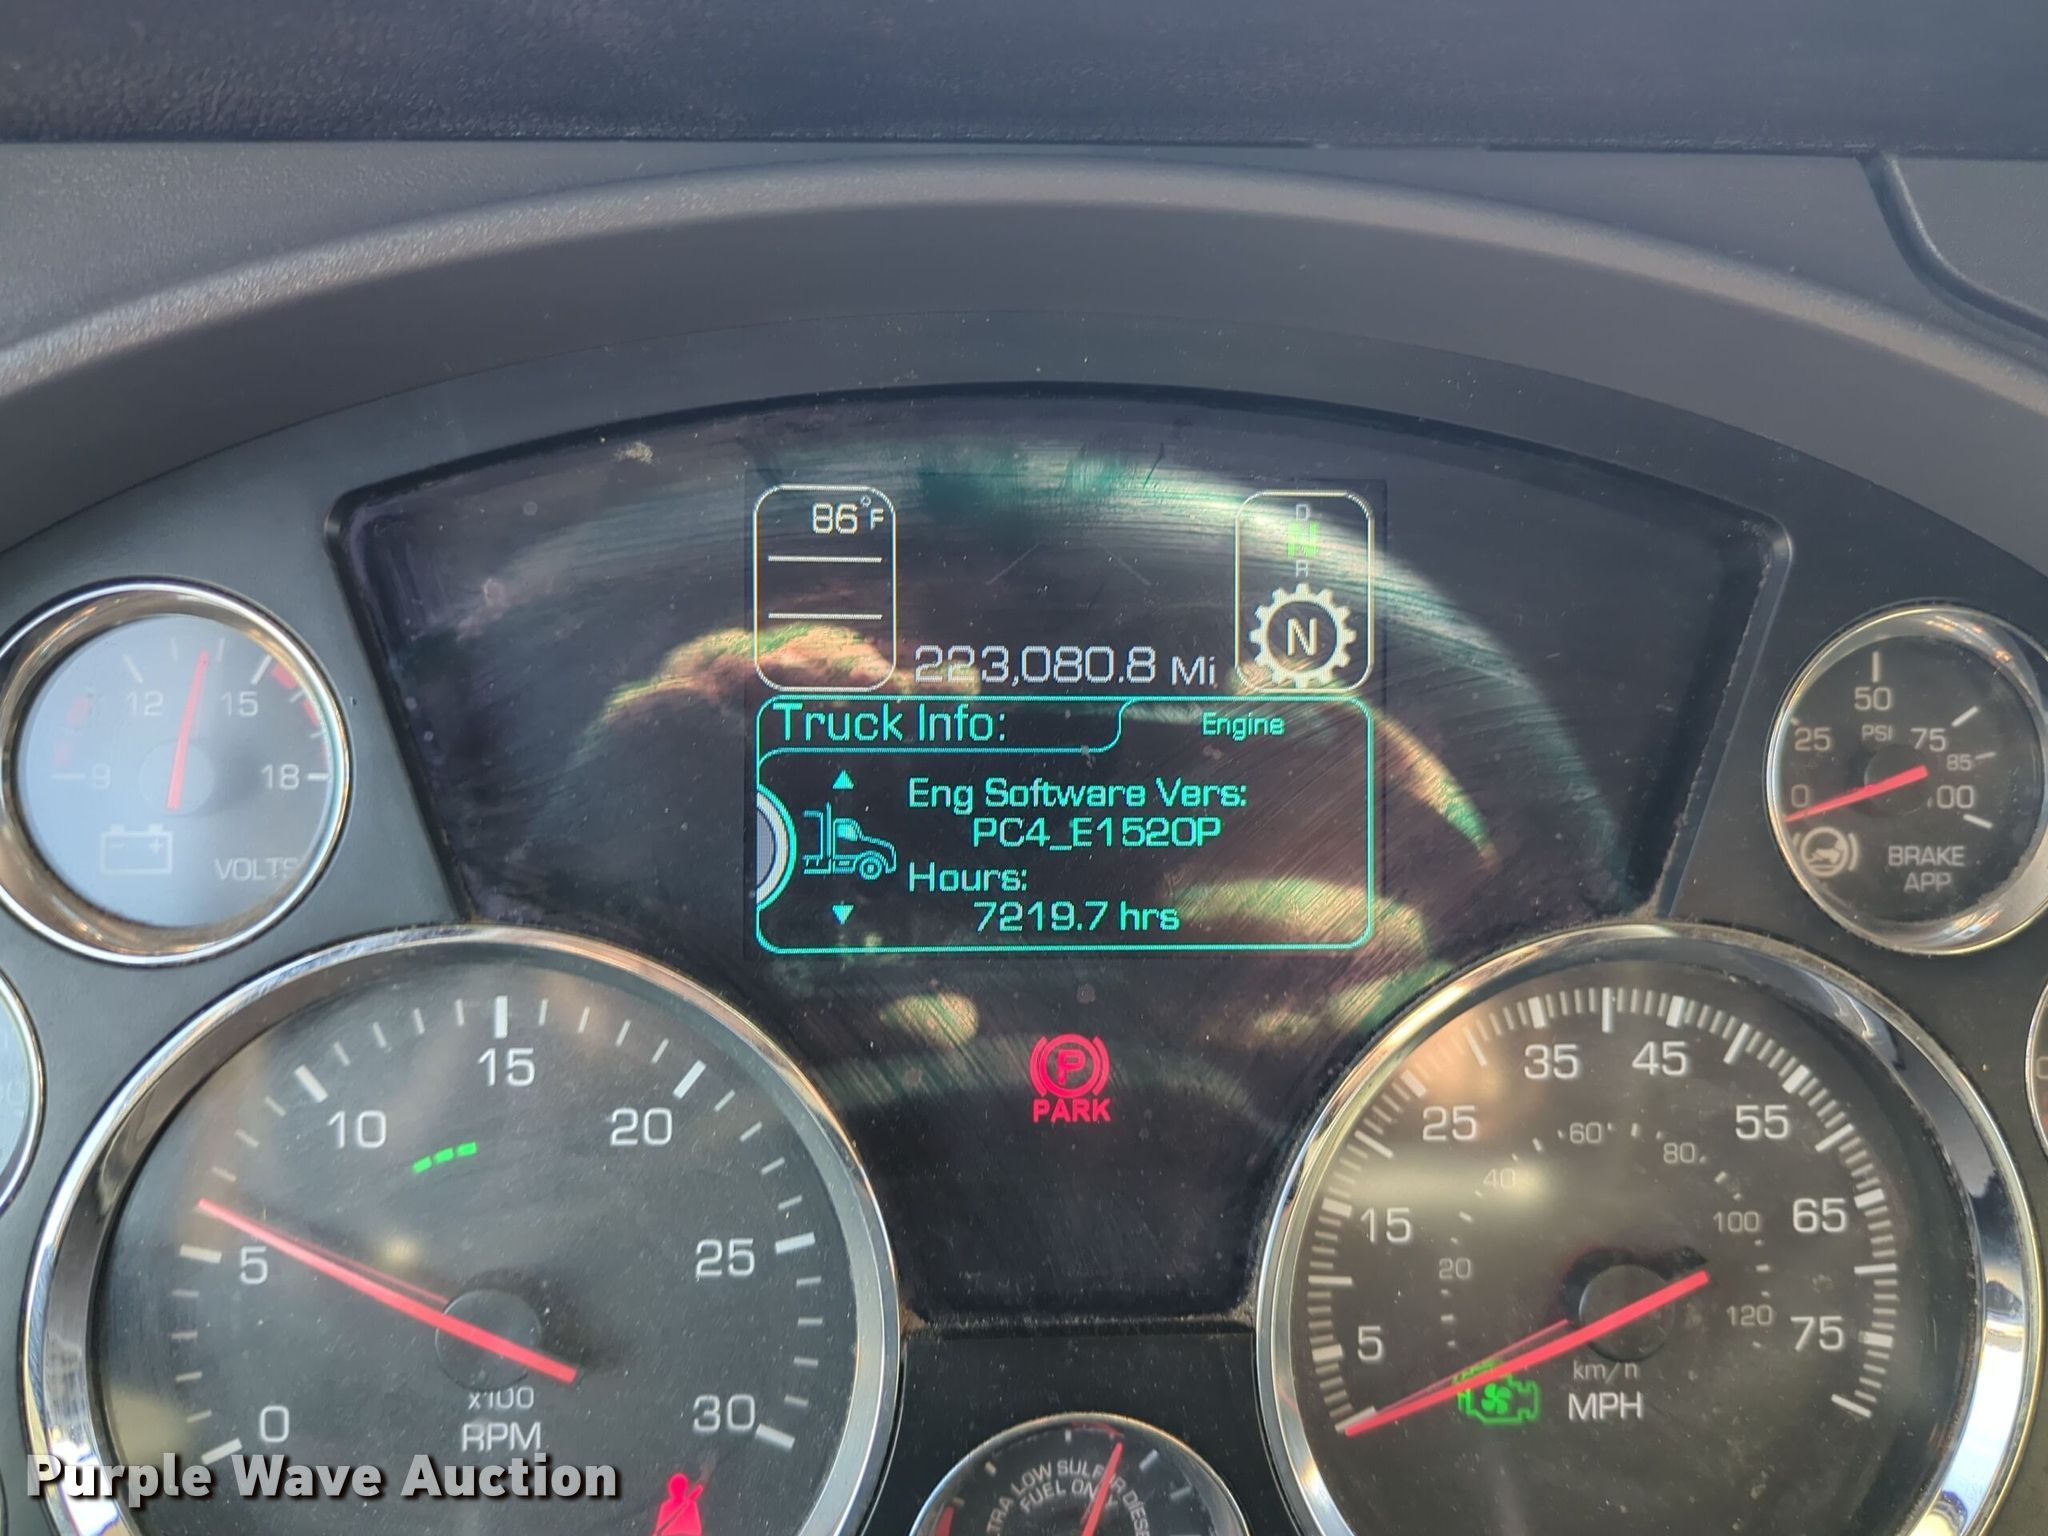 86°F
D
N
R
N
223,080.8 Mi
Truck Info:
Engine
Eng Software Vers:
PC4_E1520P
Hours:
7219.7 hrs
P
PARK
9
12
15
18
VOLTS
0
25
50
75
85
100
PSI
BRAKE
APP
0
5
10
15
20
25
30
x100
RPM
5
15
25
35
45
55
65
75
20
40
60
80
100
120
km/h
MPH
ULTRA LOW SULFUR DIESEL
FUEL ONLY
Purple Wave Auction